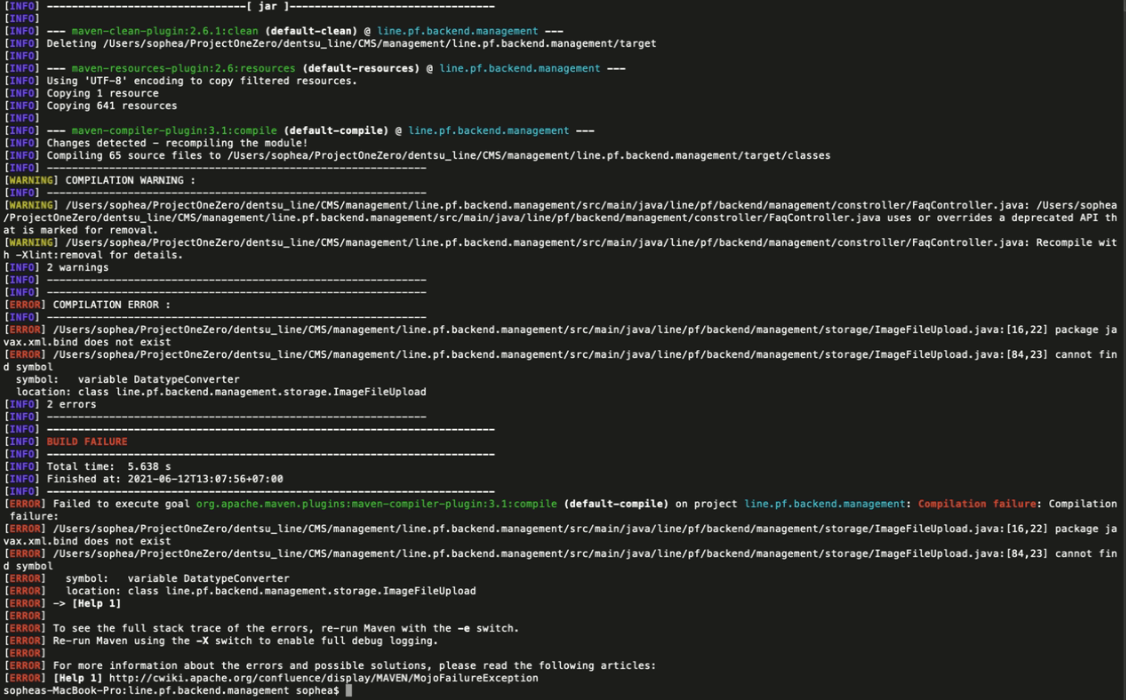 [INFO] --------------------------------[ jar ]---------------------------------
[INFO]
[INFO] --- maven-clean-plugin:2.6.1:clean (default-clean) @ line.pf.backend.management ---
[INFO] Deleting /Users/sophea/ProjectOneZero/dentsu_line/CMS/management/line.pf.backend.management/target
[INFO]
[INFO] --- maven-resources-plugin:2.6:resources (default-resources) @ line.pf.backend.management ---
[INFO] Using 'UTF-8' encoding to copy filtered resources.
[INFO] Copying 1 resource
[INFO] Copying 641 resources
[INFO]
[INFO] --- maven-compiler-plugin:3.1:compile (default-compile) @ line.pf.backend.management ---
[INFO] Changes detected - recompiling the module!
[INFO] Compiling 65 source files to /Users/sophea/ProjectOneZero/dentsu_line/CMS/management/line.pf.backend.management/target/classes
[INFO] -------------------------------------------------------------
[WARNING] COMPILATION WARNING :
[INFO] -------------------------------------------------------------
[WARNING] /Users/sophea/ProjectOneZero/dentsu_line/CMS/management/line.pf.backend.management/src/main/java/line/pf/backend/management/constroller/FaqController.java: /Users/sophea
/ProjectOneZero/dentsu_line/CMS/management/line.pf.backend.management/src/main/java/line/pf/backend/management/constroller/FaqController.java uses or overrides a deprecated API th
at is marked for removal.
[WARNING] /Users/sophea/ProjectOneZero/dentsu_line/CMS/management/line.pf.backend.management/src/main/java/line/pf/backend/management/constroller/FaqController.java: Recompile wit
h -Xlint:removal for details.
[INFO] 2 warnings
[INFO] -------------------------------------------------------------
[INFO] -------------------------------------------------------------
[ERROR] COMPILATION ERROR :
[INFO] -------------------------------------------------------------
[ERROR] /Users/sophea/ProjectOneZero/dentsu_line/CMS/management/line.pf.backend.management/src/main/java/line/pf/backend/management/storage/ImageFileUpload.java:[16,22] package ja
vax.xml.bind does not exist
[ERROR] /Users/sophea/ProjectOneZero/dentsu_line/CMS/management/line.pf.backend.management/src/main/java/line/pf/backend/management/storage/ImageFileUpload.java:[84,23] cannot fin
d symbol
  symbol:   variable DatatypeConverter
  location: class line.pf.backend.management.storage.ImageFileUpload
[INFO] 2 errors
[INFO] -------------------------------------------------------------
[INFO] ------------------------------------------------------------------------
[INFO] BUILD FAILURE
[INFO] ------------------------------------------------------------------------
[INFO] Total time:  5.638 s
[INFO] Finished at: 2021-06-12T13:07:56+07:00
[INFO] ------------------------------------------------------------------------
[ERROR] Failed to execute goal org.apache.maven.plugins:maven-compiler-plugin:3.1:compile (default-compile) on project line.pf.backend.management: Compilation failure: Compilation
 failure:
[ERROR] /Users/sophea/ProjectOneZero/dentsu_line/CMS/management/line.pf.backend.management/src/main/java/line/pf/backend/management/storage/ImageFileUpload.java:[16,22] package ja
vax.xml.bind does not exist
[ERROR] /Users/sophea/ProjectOneZero/dentsu_line/CMS/management/line.pf.backend.management/src/main/java/line/pf/backend/management/storage/ImageFileUpload.java:[84,23] cannot fin
d symbol
[ERROR]   symbol:   variable DatatypeConverter
[ERROR]   location: class line.pf.backend.management.storage.ImageFileUpload
[ERROR] -> [Help 1]
[ERROR]
[ERROR] To see the full stack trace of the errors, re-run Maven with the -e switch.
[ERROR] Re-run Maven using the -X switch to enable full debug logging.
[ERROR]
[ERROR] For more information about the errors and possible solutions, please read the following articles:
[ERROR] [Help 1] http://cwiki.apache.org/confluence/display/MAVEN/MojoFailureException
sopheas-MacBook-Pro:line.pf.backend.management sophea$